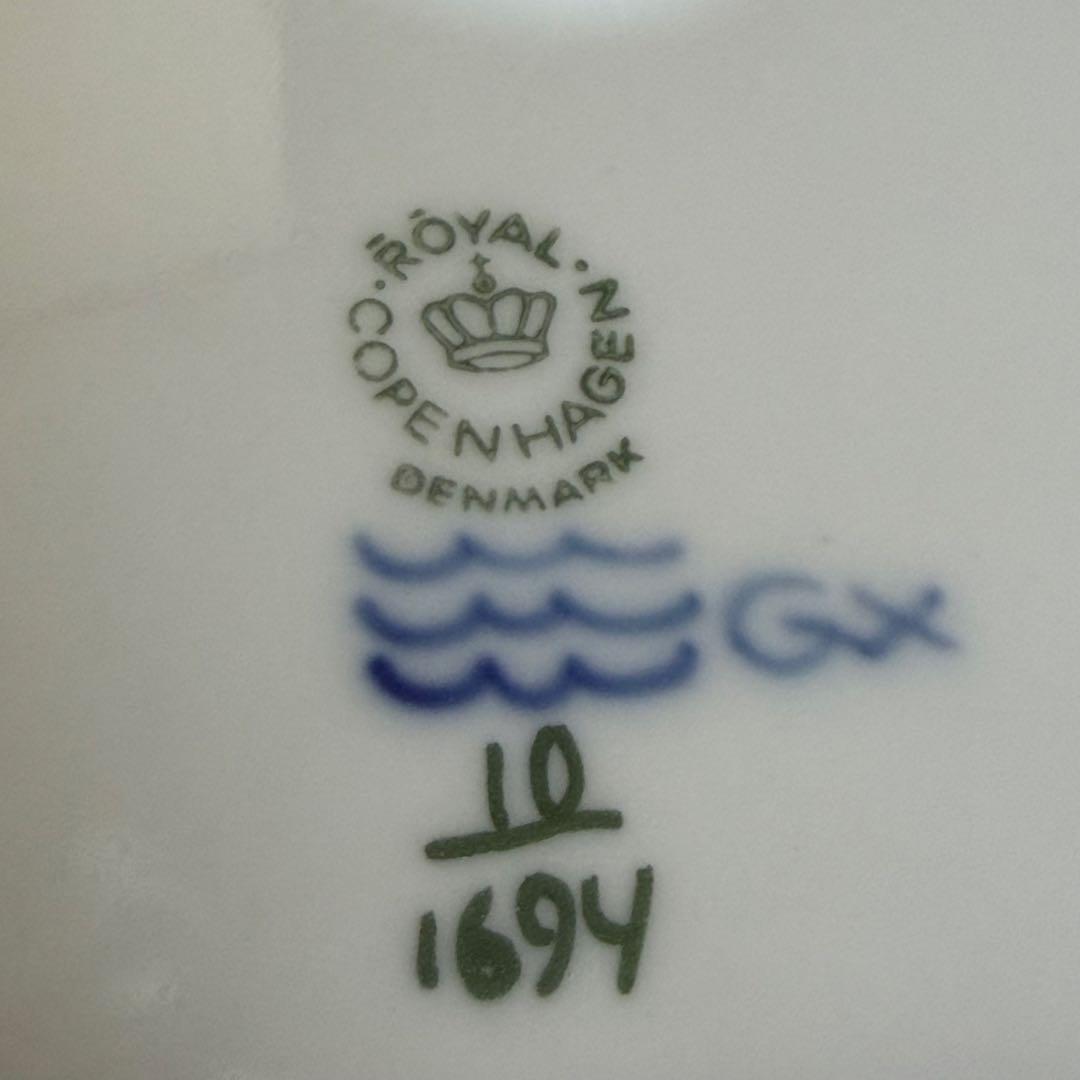 ROYAL · COPENHAGEN ·
DENMARK
GX
10
1694